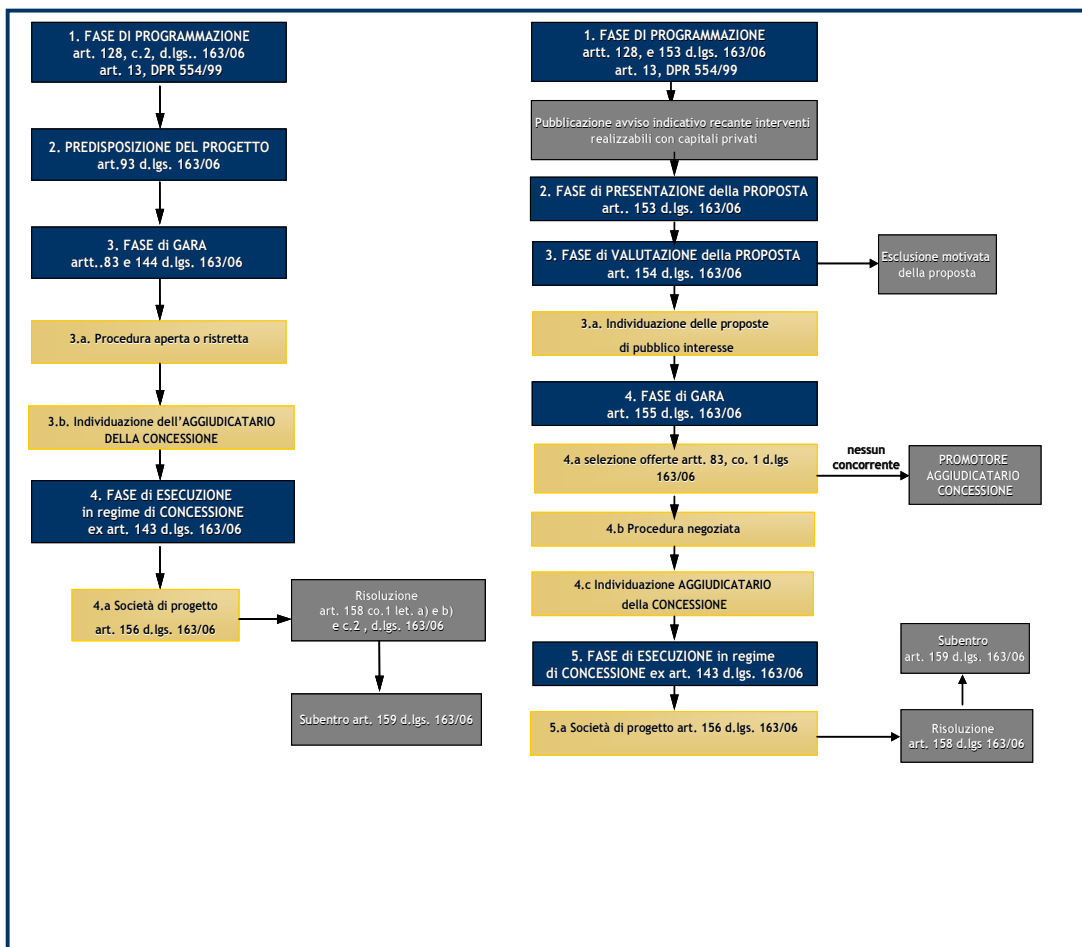 1. FASE DI PROGRAMMAZIONE
art. 128, c.2, d.lgs.. 163/06
art. 13, DPR 554/99
2. PREDISPOSIZIONE DEL PROGETTO
art.93 d.lgs. 163/06
3. FASE di GARA
artt..83 e 144 d.lgs. 163/06
3.a. Procedura aperta o ristretta
3.b. Individuazione dell'AGGIUDICATARIO
DELLA CONCESSIONE
4. FASE di ESECUZIONE
in regime di CONCESSIONE
ex art. 143 d.lgs. 163/06
4.a Società di progetto
art. 156 d.lgs. 163/06
Risoluzione
art. 158 co.1 let. a) e b)
e c.2 , d.lgs. 163/06
Subentro art. 159 d.lgs. 163/06
1. FASE DI PROGRAMMAZIONE
artt. 128, e 153 d.lgs. 163/06
art. 13, DPR 554/99
Pubblicazione avviso indicativo recante interventi
realizzabili con capitali privati
2. FASE di PRESENTAZIONE della PROPOSTA
art.. 153 d.lgs. 163/06
3. FASE di VALUTAZIONE della PROPOSTA
art. 154 d.lgs. 163/06
Esclusione motivata
della proposta
3.a. Individuazione delle proposte
di pubblico interesse
4. FASE di GARA
art. 155 d.lgs. 163/06
4.a selezione offerte artt. 83, co. 1 d.lgs
163/06
nessun
concorrente
PROMOTORE
AGGIUDICATARIO
CONCESSIONE
4.b Procedura negoziata
4.c Individuazione AGGIUDICATARIO
della CONCESSIONE
5. FASE di ESECUZIONE in regime
di CONCESSIONE ex art. 143 d.lgs. 163/06
5.a Società di progetto art. 156 d.lgs. 163/06
Subentro
art. 159 d.lgs. 163/06
Risoluzione
art. 158 d.lgs 163/06